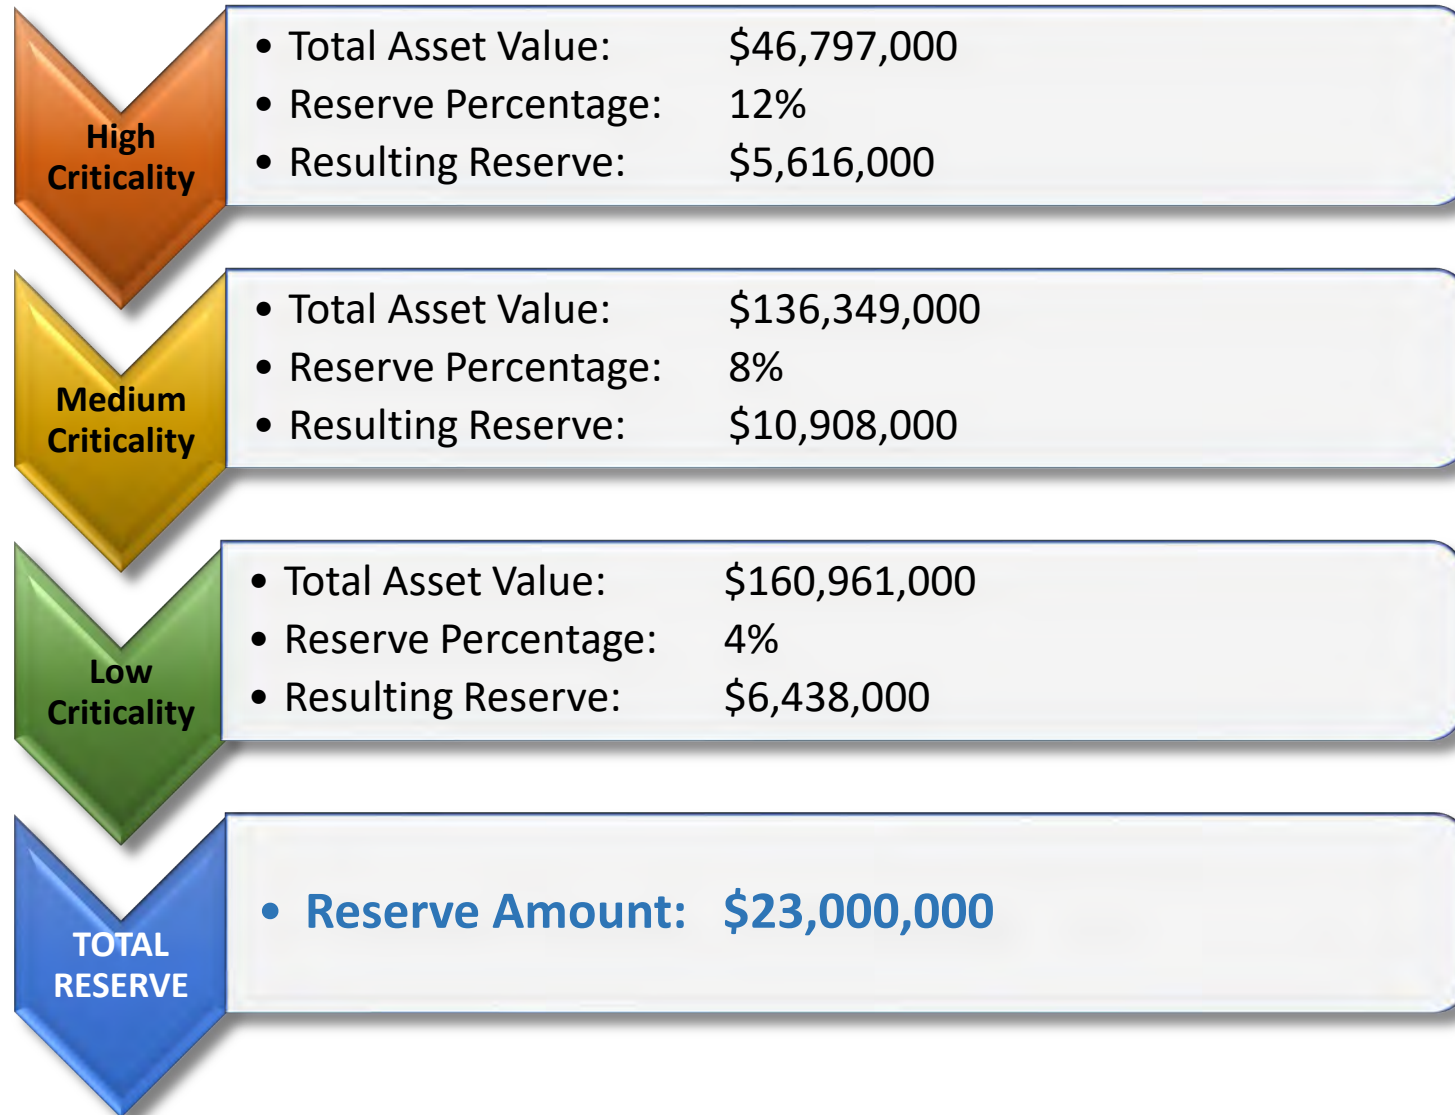 High
Criticality
• Total Asset Value: $46,797,000
• Reserve Percentage: 12%
• Resulting Reserve: $5,616,000
Medium
Criticality
• Total Asset Value: $136,349,000
• Reserve Percentage: 8%
• Resulting Reserve: $10,908,000
Low
Criticality
• Total Asset Value: $160,961,000
• Reserve Percentage: 4%
• Resulting Reserve: $6,438,000
TOTAL
RESERVE
• Reserve Amount: $23,000,000